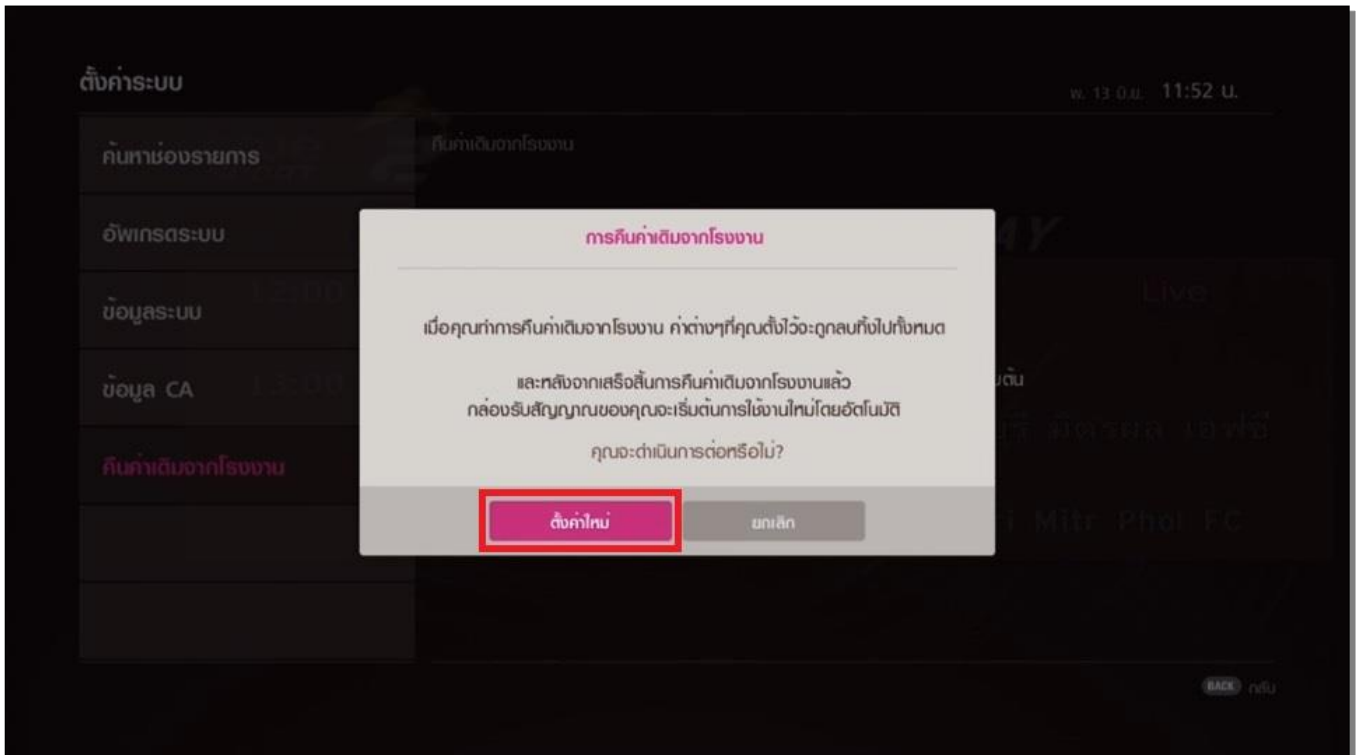 ตั้งค่าระบบ
พ. 13 มิ.ย. 11:52 น.
ค้นหาช่องรายการ
คืนค่าเดิมจากโรงงาน
อัพเกรดระบบ
ข้อมูลระบบ
ข้อมูล CA
คืนค่าเดิมจากโรงงาน
การคืนค่าเดิมจากโรงงาน
เมื่อคุณทำการคืนค่าเดิมจากโรงงาน ค่าต่างๆที่คุณตั้งไว้จะถูกลบทิ้งไปทั้งหมด
และหลังจากเสร็จสิ้นการคืนค่าเดิมจากโรงงานแล้ว
กล่องรับสัญญาณของคุณจะเริ่มต้นการใช้งานใหม่โดยอัตโนมัติ
คุณจะดำเนินการต่อหรือไม่?
ตั้งค่าใหม่
ยกเลิก
12:00
Live
13:00
มิตรผล เอฟซี
Mitr Phol FC
BACK กลับ